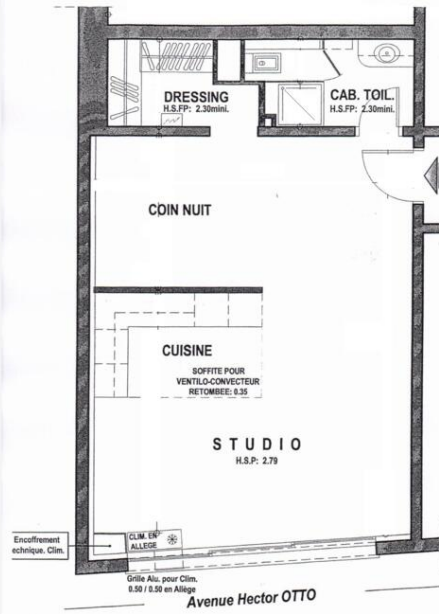 DRESSING
H.S.FP: 2.30mini.
CAB. TOIL.
H.S.FP: 2.30mini.
COIN NUIT
CUISINE
SOFFITE POUR
VENTILO-CONVECTEUR
RETOMBEE: 0.35
STUDIO
H.S.P: 2.79
Encoffrement
echnique. Clim.
CLIM. EN
ALLEGE
Grille Alu. pour Clim.
0.50 / 0.50 en Allège
Avenue Hector OTTO